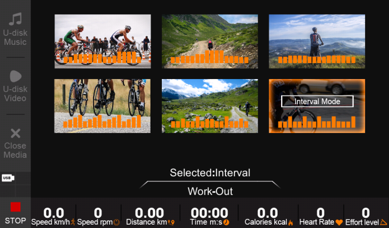 U-disk
Music
U-disk
Video
Close
Media
STOP
Interval Mode
Selected:Interval
Work-Out
0.0 0 0.00 00:00 0.0 0 0
Speed km/h Speed rpm Distance km Time m:s Calories kcal Heart Rate Effort level